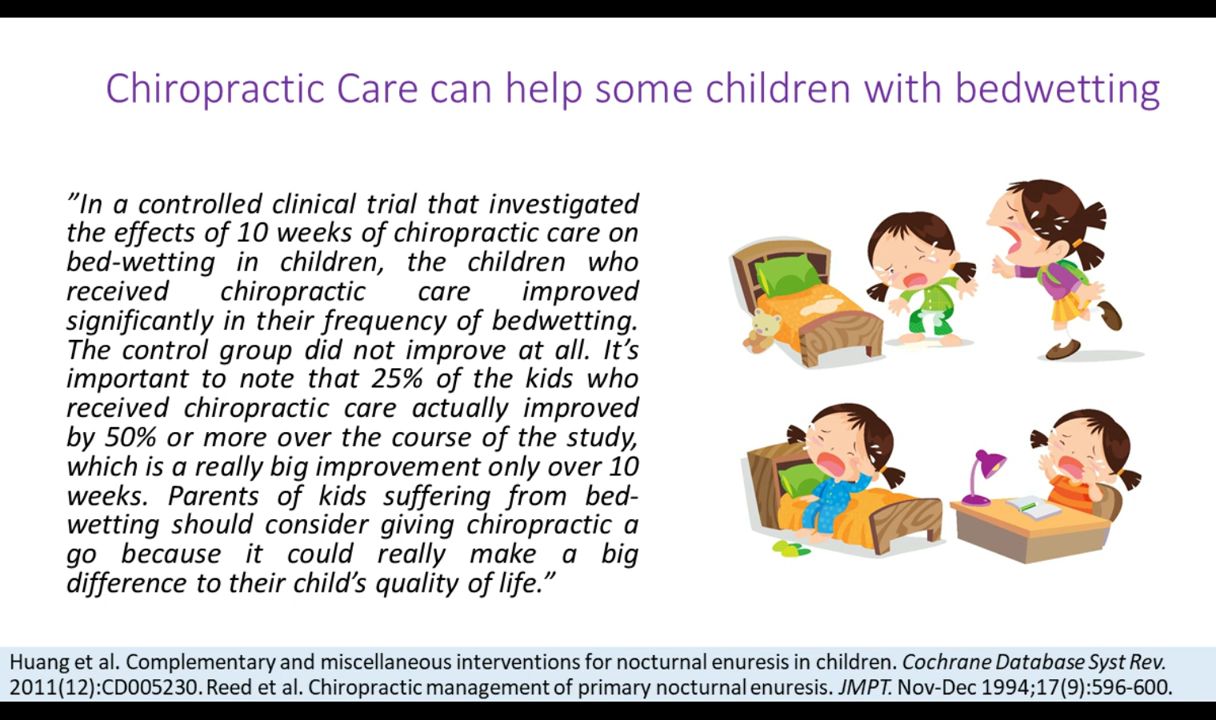 Chiropractic Care can help some children with bedwetting
”In a controlled clinical trial that investigated
the effects of 10 weeks of chiropractic care on
bed-wetting in children, the children who
received chiropractic care improved
significantly in their frequency of bedwetting.
The control group did not improve at all. It’s
important to note that 25% of the kids who
received chiropractic care actually improved
by 50% or more over the course of the study,
which is a really big improvement only over 10
weeks. Parents of kids suffering from bed-
wetting should consider giving chiropractic a
go because it could really make a big
difference to their child’s quality of life.”
Huang et al. Complementary and miscellaneous interventions for nocturnal enuresis in children. Cochrane Database Syst Rev.
2011(12):CD005230. Reed et al. Chiropractic management of primary nocturnal enuresis. JMPT. Nov-Dec 1994;17(9):596-600.